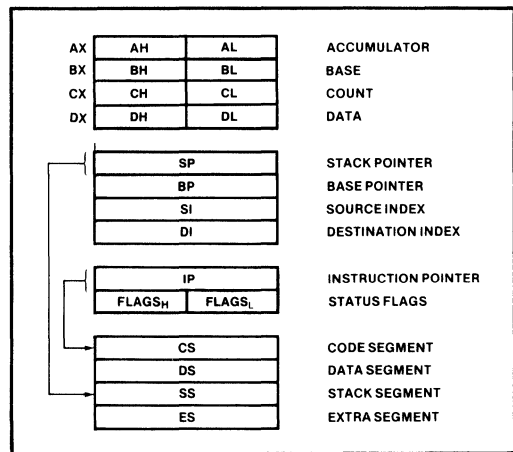 AX AH AL ACCUMULATOR
BX BH BL BASE
CX CH CL COUNT
DX DH DL DATA
SP STACK POINTER
BP BASE POINTER
SI SOURCE INDEX
DI DESTINATION INDEX
IP INSTRUCTION POINTER
FLAGSH FLAGSL STATUS FLAGS
CS CODE SEGMENT
DS DATA SEGMENT
SS STACK SEGMENT
ES EXTRA SEGMENT